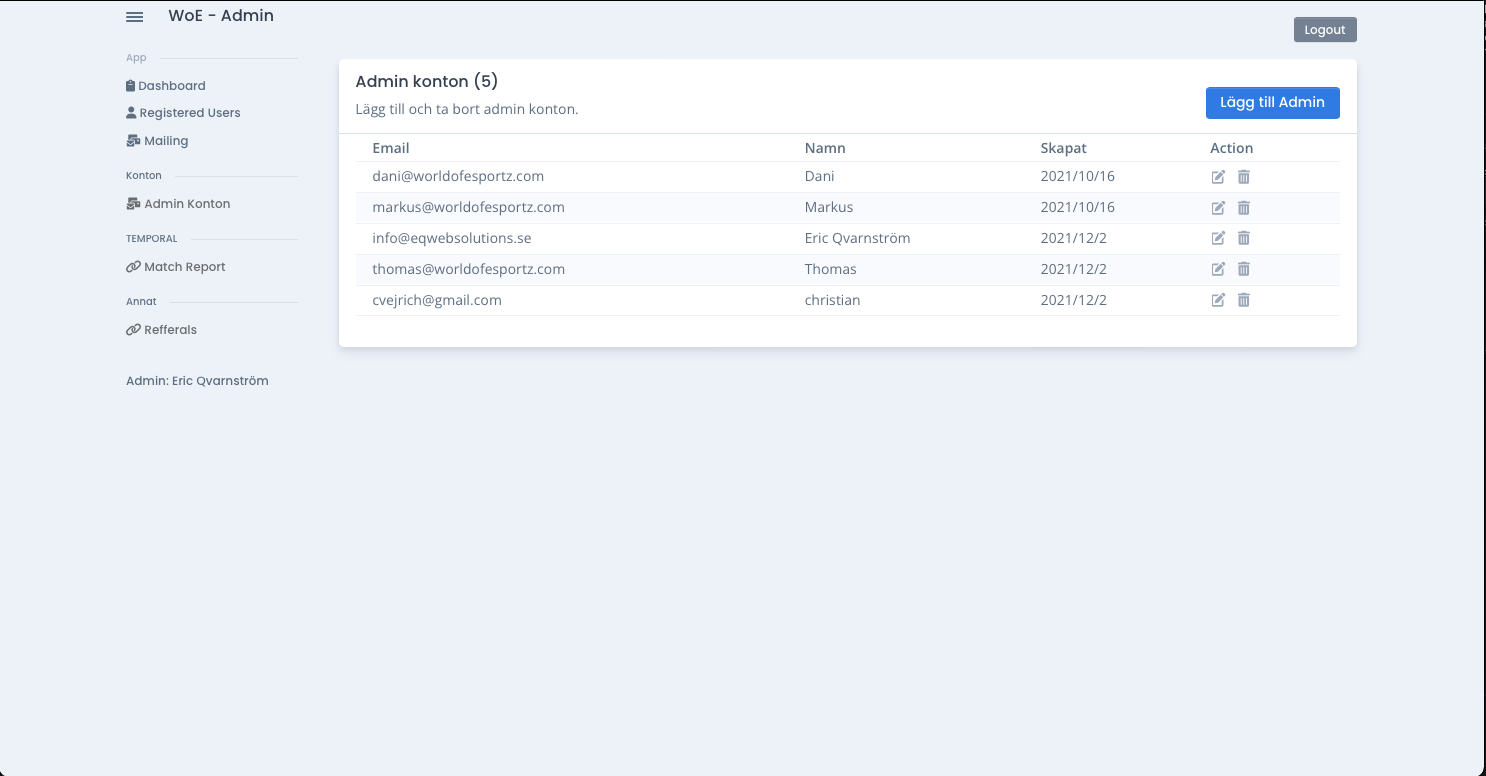 WoE - Admin
Logout
App
Dashboard
Registered Users
Mailing
Konton
Admin Konton
TEMPORAL
Match Report
Annat
Refferals
Admin: Eric Qvarnström
Admin konton (5)
Lägg till och ta bort admin konton.
Lägg till Admin
Email Namn Skapat Action
dani@worldofesportz.com Dani 2021/10/16
markus@worldofesportz.com Markus 2021/10/16
info@eqwebsolutions.se Eric Qvarnström 2021/12/2
thomas@worldofesportz.com Thomas 2021/12/2
cvejrich@gmail.com christian 2021/12/2